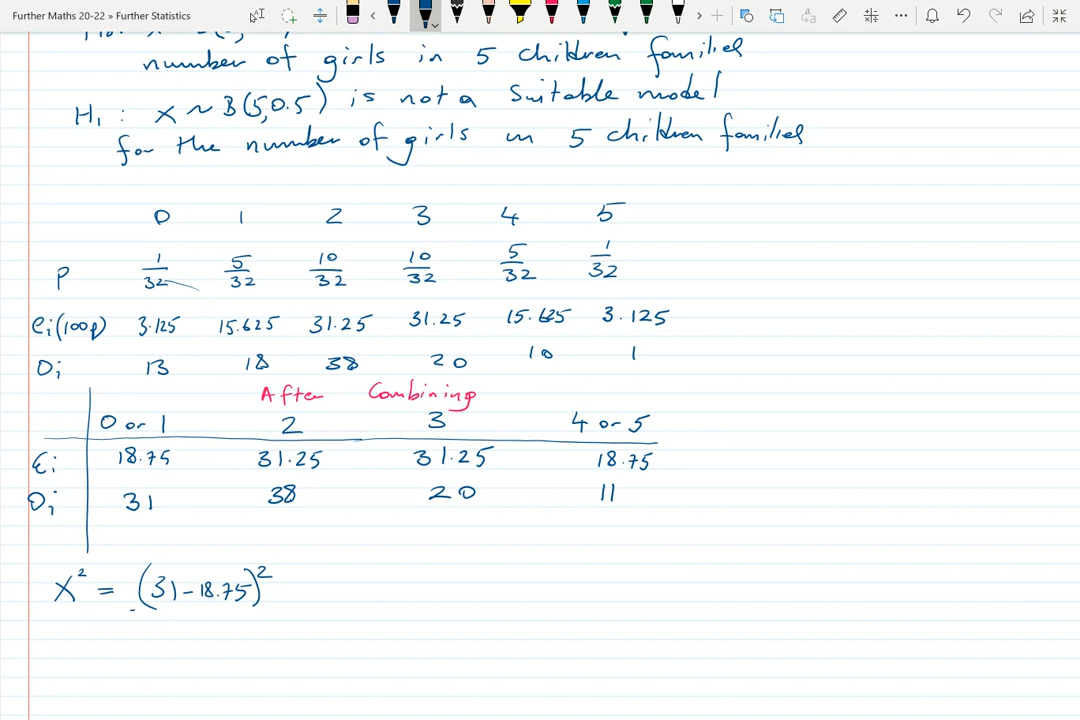 Further Maths 20-22 » Further Statistics
number of girls in 5 children families
H₁ : X ~ B(5,0.5) is not a suitable model
for the number of girls in 5 children families
0 1 2 3 4 5
P 1/32 5/32 10/32 10/32 5/32 1/32
ei(100p) 3.125 15.625 31.25 31.25 15.625 3.125
Oi 13 18 38 20 10 1
After Combining
0 or 1 2 3 4 or 5
Ei 18.75 31.25 31.25 18.75
Oi 31 38 20 11
X² = (31-18.75)²